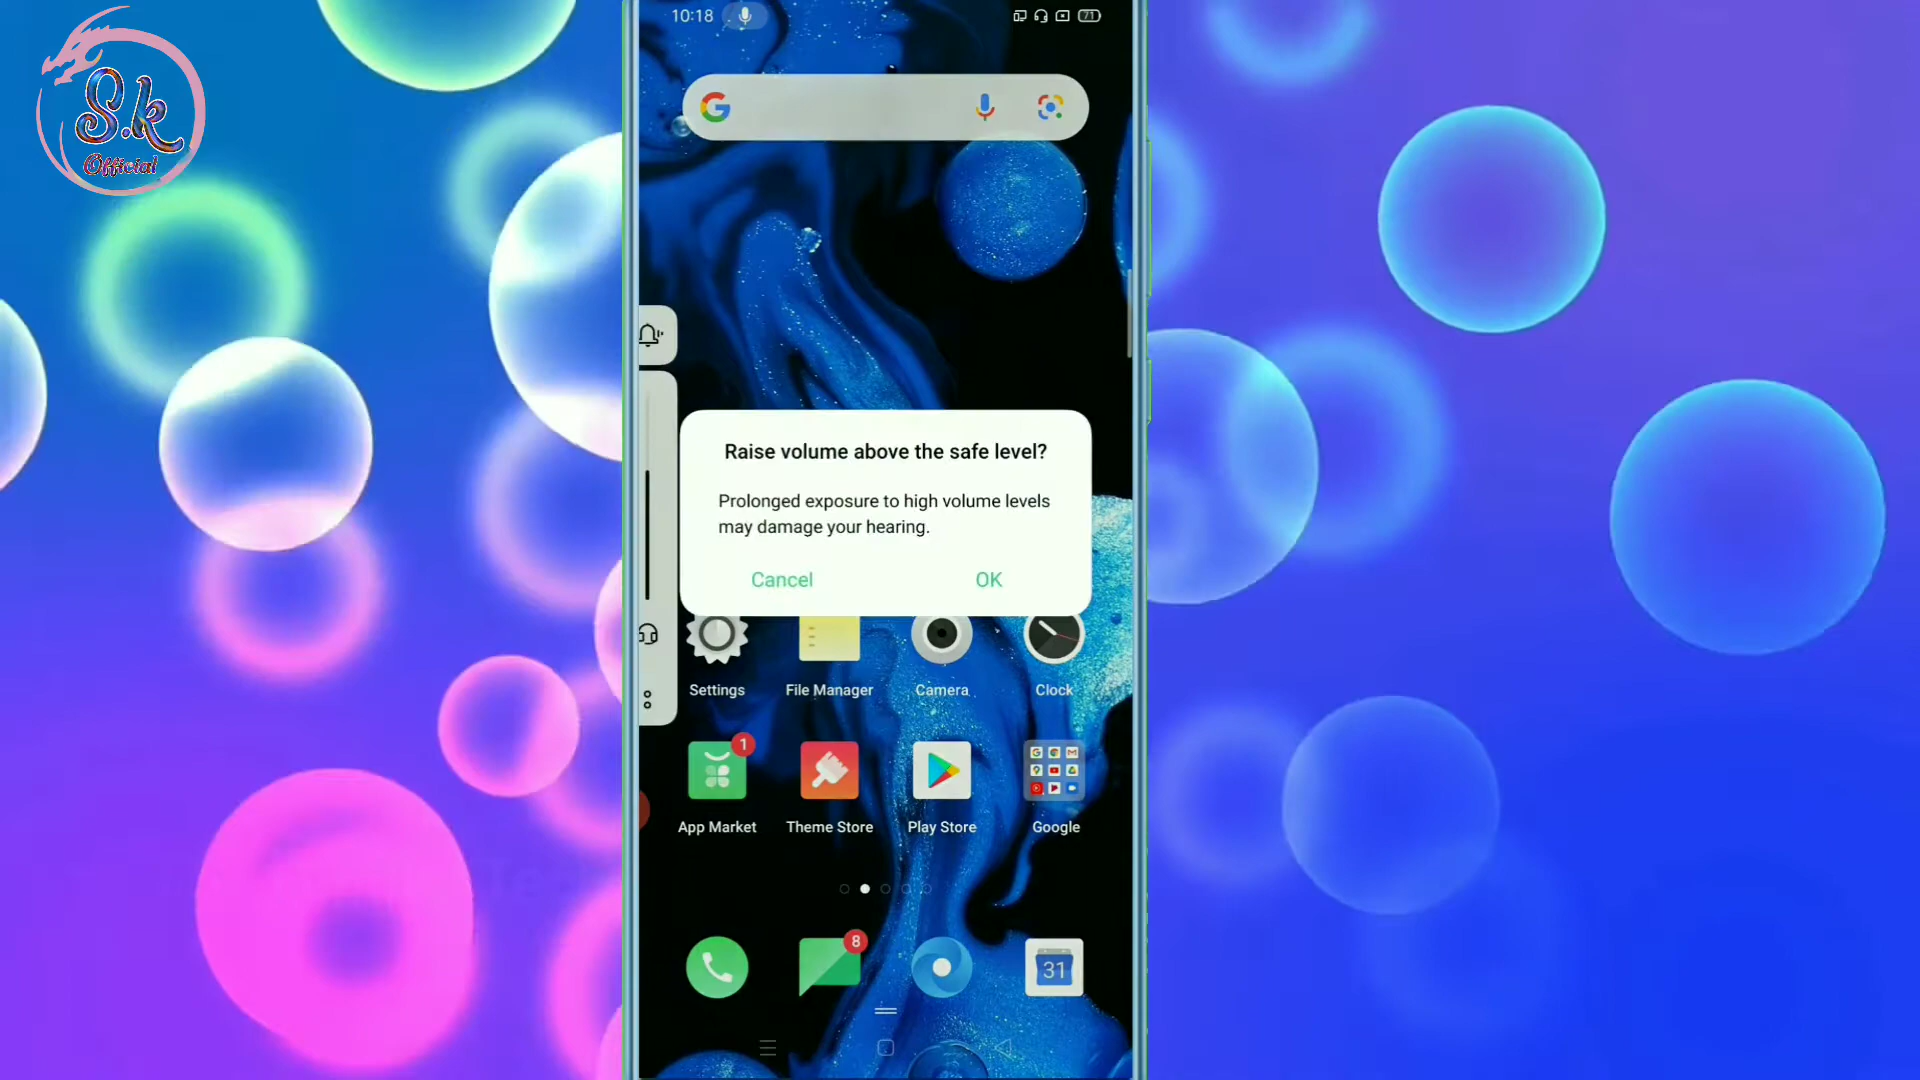 S.k
Official
10:18
71
Raise volume above the safe level?
Prolonged exposure to high volume levels
may damage your hearing.
Cancel OK
Settings File Manager Camera Clock
1
App Market Theme Store Play Store Google
8
31